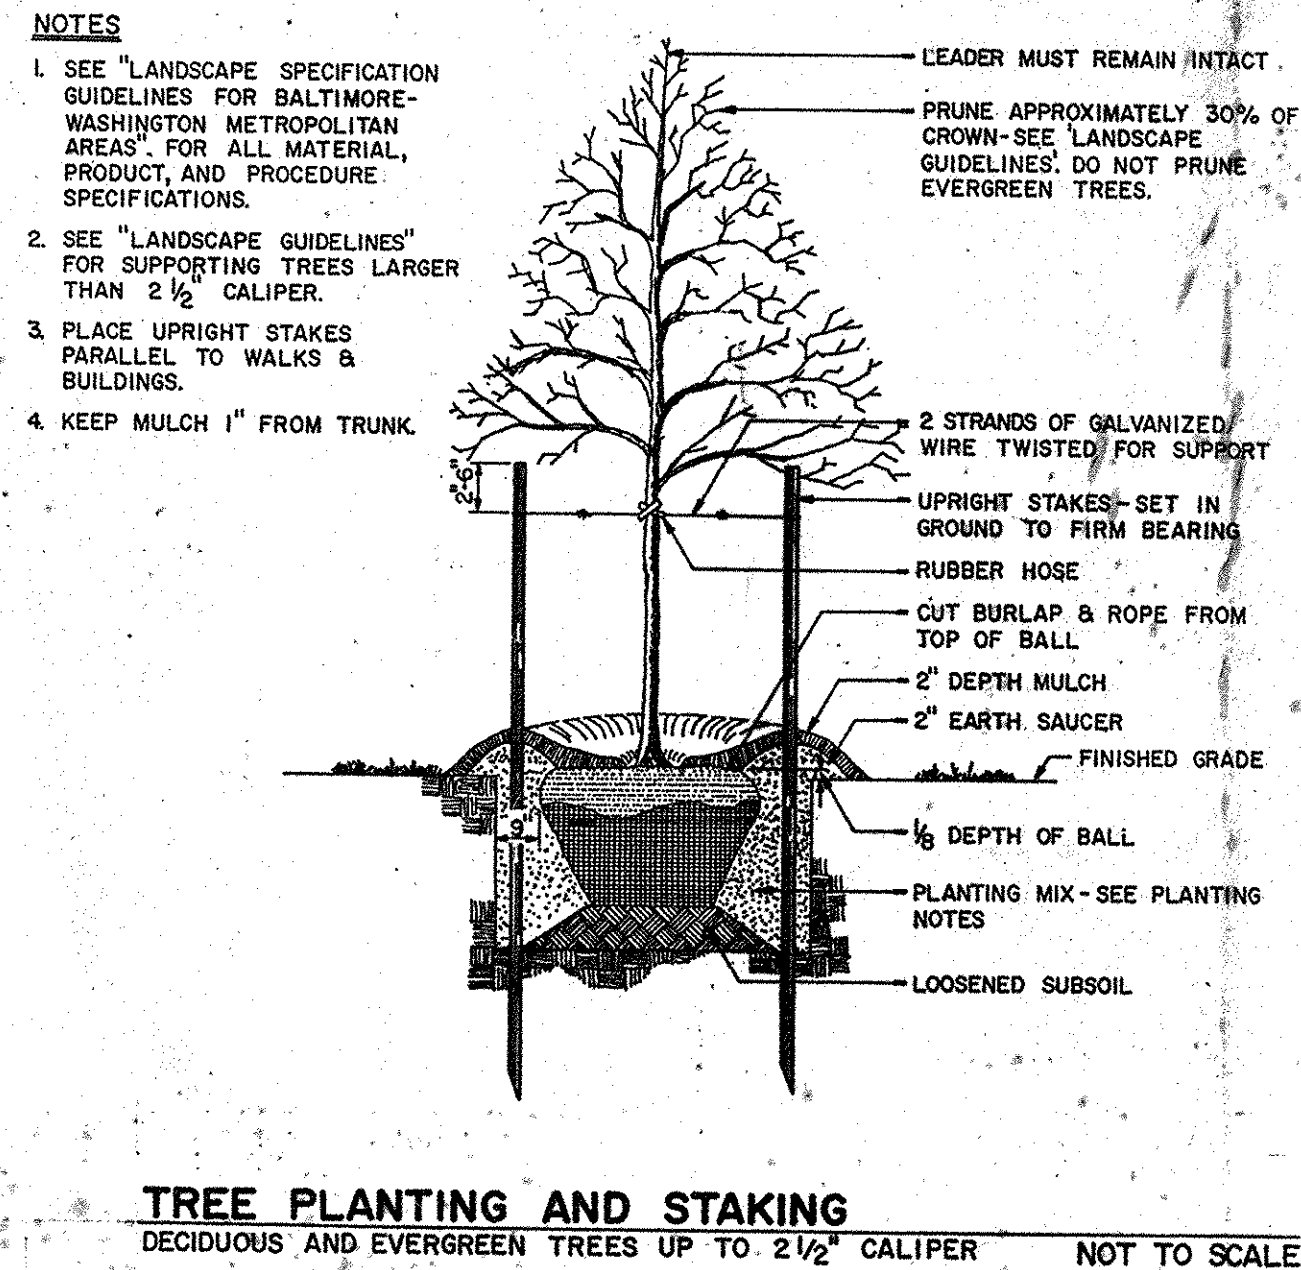 NOTES
1. SEE "LANDSCAPE SPECIFICATION
GUIDELINES FOR BALTIMORE-
WASHINGTON METROPOLITAN
AREAS". FOR ALL MATERIAL,
PRODUCT, AND PROCEDURE
SPECIFICATIONS.
2. SEE "LANDSCAPE GUIDELINES"
FOR SUPPORTING TREES LARGER
THAN 2 1/2" CALIPER.
3. PLACE UPRIGHT STAKES
PARALLEL TO WALKS &
BUILDINGS.
4. KEEP MULCH 1" FROM TRUNK.
LEADER MUST REMAIN INTACT.
PRUNE APPROXIMATELY 30% OF
CROWN-SEE 'LANDSCAPE
GUIDELINES'. DO NOT PRUNE
EVERGREEN TREES.
2 STRANDS OF GALVANIZED
WIRE TWISTED FOR SUPPORT
UPRIGHT STAKES-SET IN
GROUND TO FIRM BEARING
RUBBER HOSE
CUT BURLAP & ROPE FROM
TOP OF BALL
2" DEPTH MULCH
2" EARTH SAUCER
FINISHED GRADE
1/8 DEPTH OF BALL
PLANTING MIX-SEE PLANTING
NOTES
LOOSENED SUBSOIL
9"
TREE PLANTING AND STAKING
DECIDUOUS AND EVERGREEN TREES UP TO 2 1/2" CALIPER
NOT TO SCALE